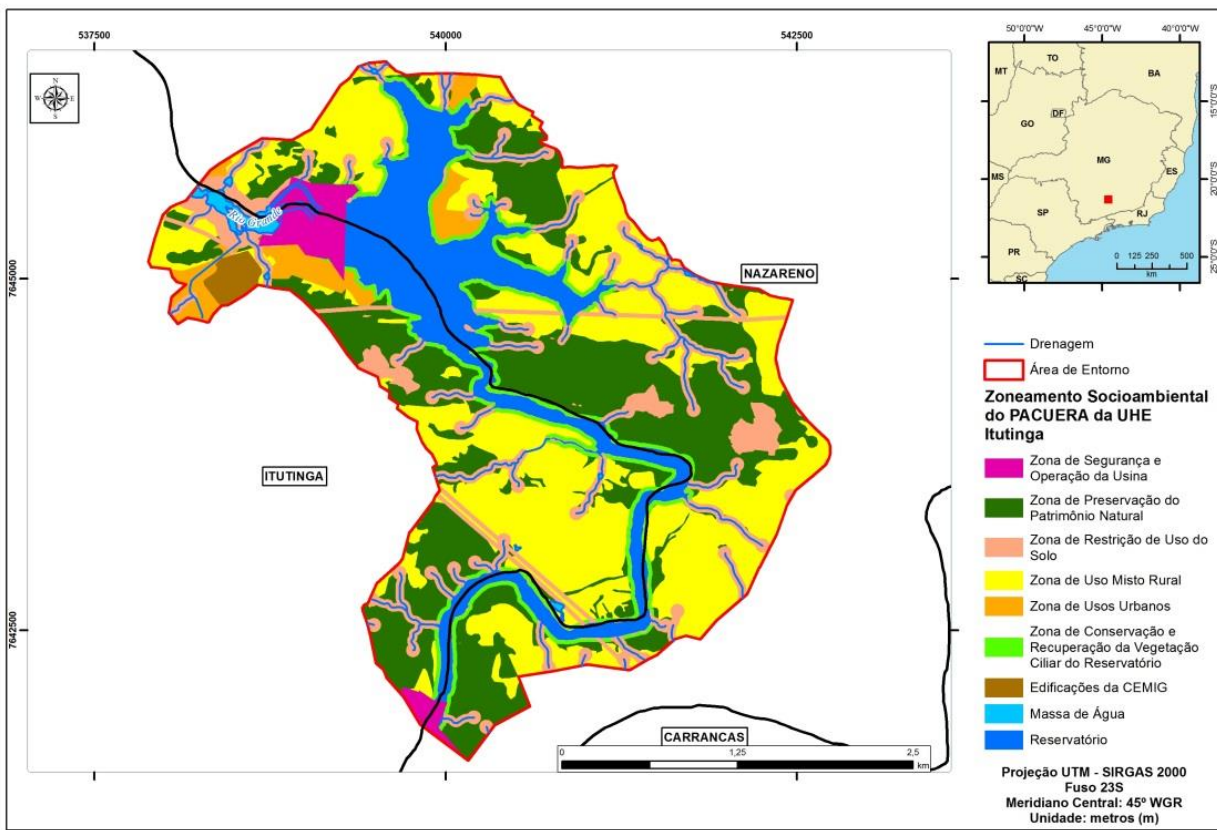 537500
540000
542500
7645000
7642500
N
W
E
S
Rio Grande
NAZARENO
ITUTINGA
CARRANCAS
0
1,25
2,5
km
50°0'0"W
45°0'0"W
40°0'0"W
15°0'0"S
20°0'0"S
25°0'0"S
MT
TO
BA
GO
DF
MG
MS
ES
SP
RJ
PR
SC
0 125 250 500
km
Drenagem
Área de Entorno
Zoneamento Socioambiental
do PACUERA da UHE
Itutinga
Zona de Segurança e
Operação da Usina
Zona de Preservação do
Patrimônio Natural
Zona de Restrição de Uso do
Solo
Zona de Uso Misto Rural
Zona de Usos Urbanos
Zona de Conservação e
Recuperação da Vegetação
Ciliar do Reservatório
Edificações da CEMIG
Massa de Água
Reservatório
Projeção UTM - SIRGAS 2000
Fuso 23S
Meridiano Central: 45º WGR
Unidade: metros (m)